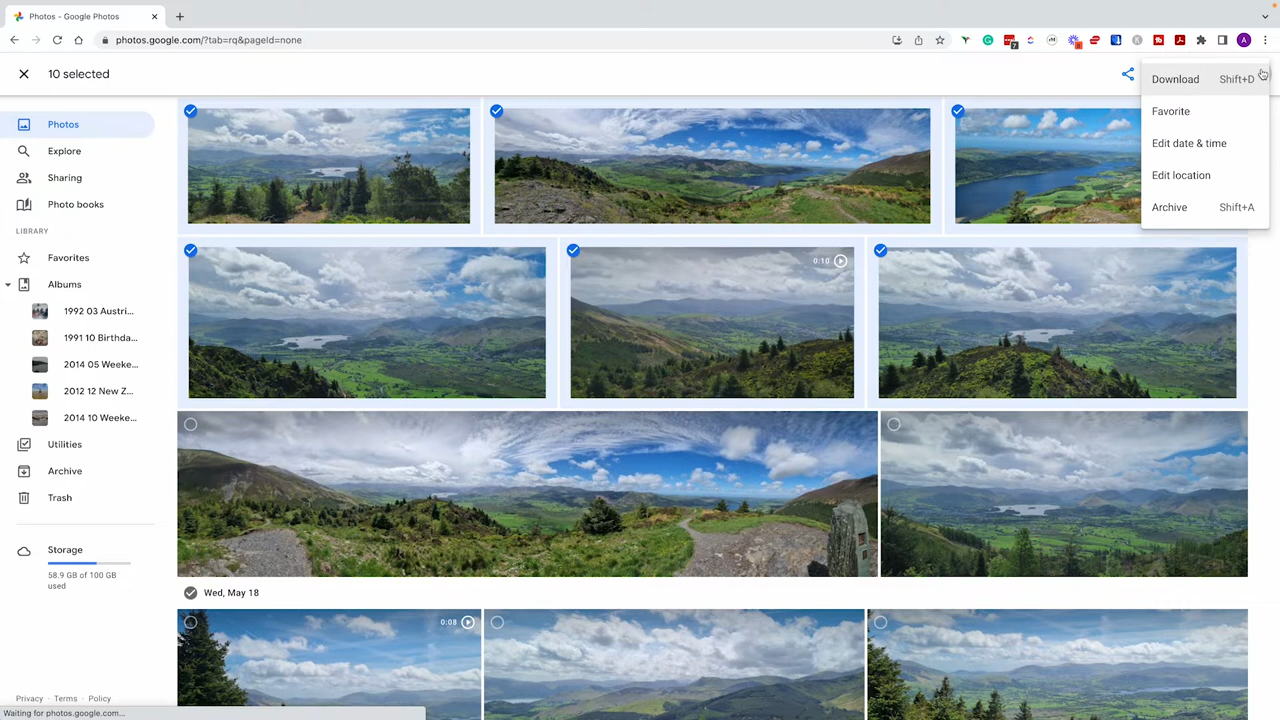 Photos - Google Photos
photos.google.com/?tab=rq&pageId=none
7
A
10 selected
Download Shift+D
Favorite
Edit date & time
Edit location
Archive Shift+A
Photos
Explore
Sharing
Photo books
LIBRARY
Favorites
Albums
1992 03 Austri...
1991 10 Birthda...
2014 05 Weeke...
2012 12 New Z...
2014 10 Weeke...
Utilities
Archive
Trash
Storage
58.9 GB of 100 GB
used
0:10
Wed, May 18
0:08
Privacy · Terms · Policy
Waiting for photos.google.com...